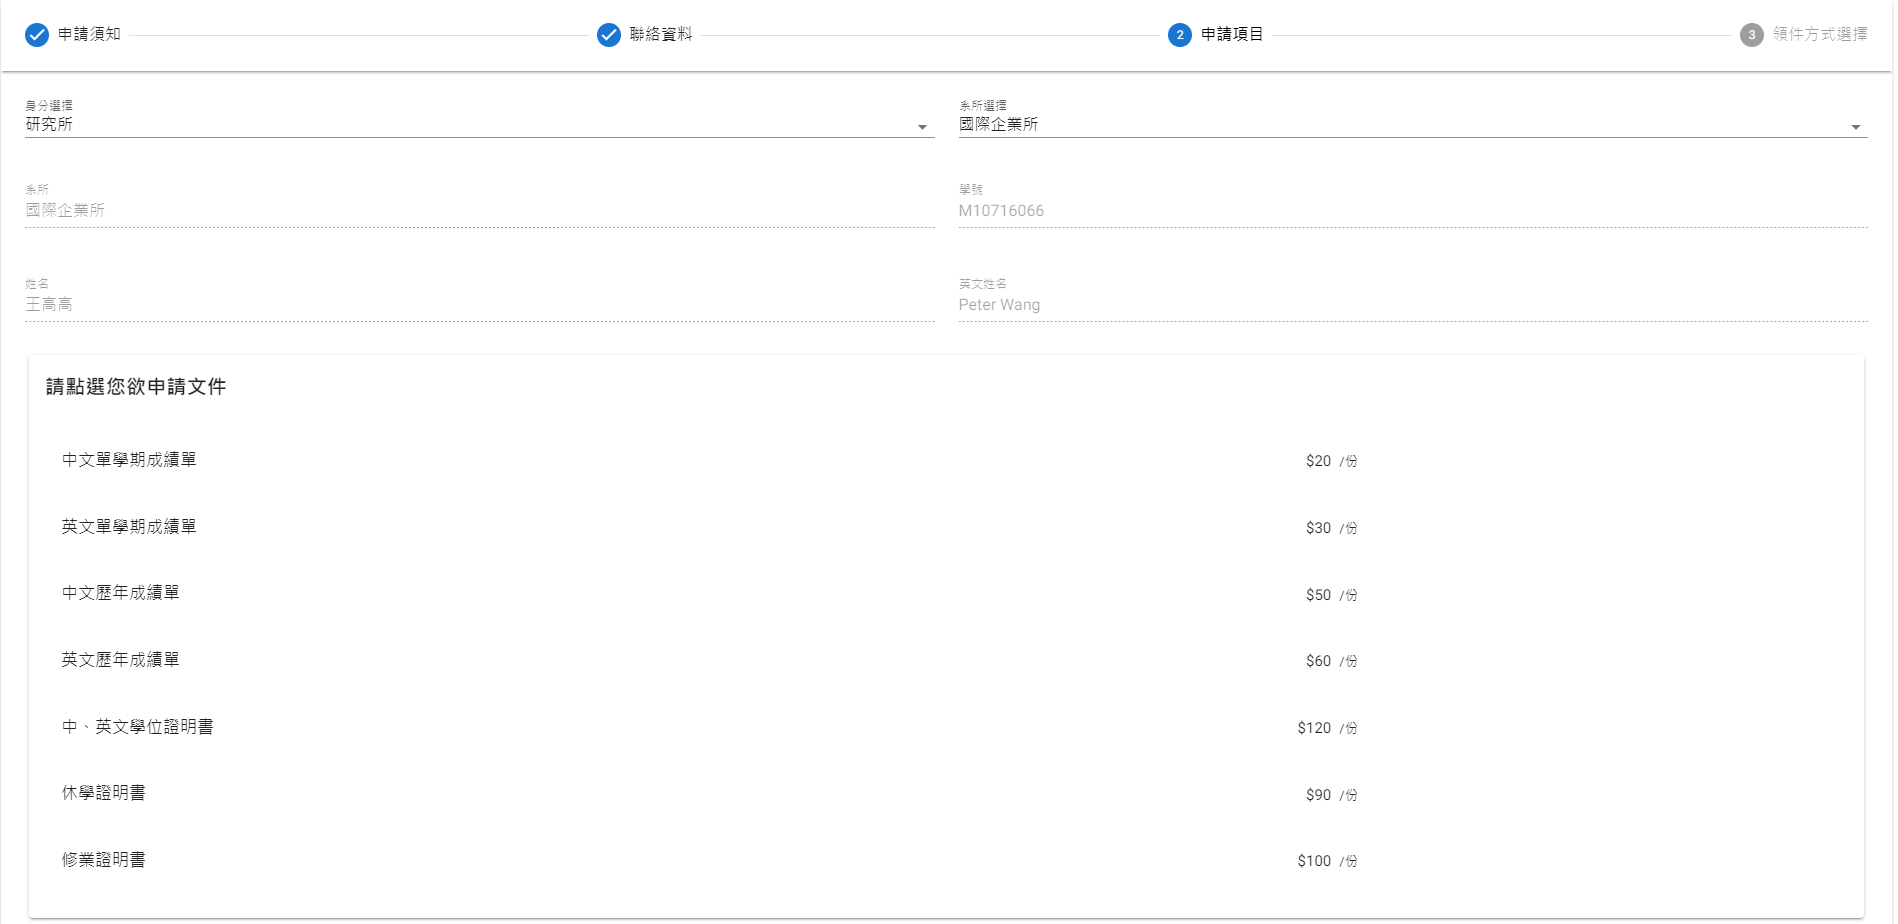 申請須知
聯絡資料
2 申請項目
3 領件方式選擇
身分選擇
研究所
系所選擇
國際企業所
系所
國際企業所
學號
M10716066
姓名
王高高
英文姓名
Peter Wang
請點選您欲申請文件
中文單學期成績單 $20 /份
英文單學期成績單 $30 /份
中文歷年成績單 $50 /份
英文歷年成績單 $60 /份
中、英文學位證明書 $120 /份
休學證明書 $90 /份
修業證明書 $100 /份